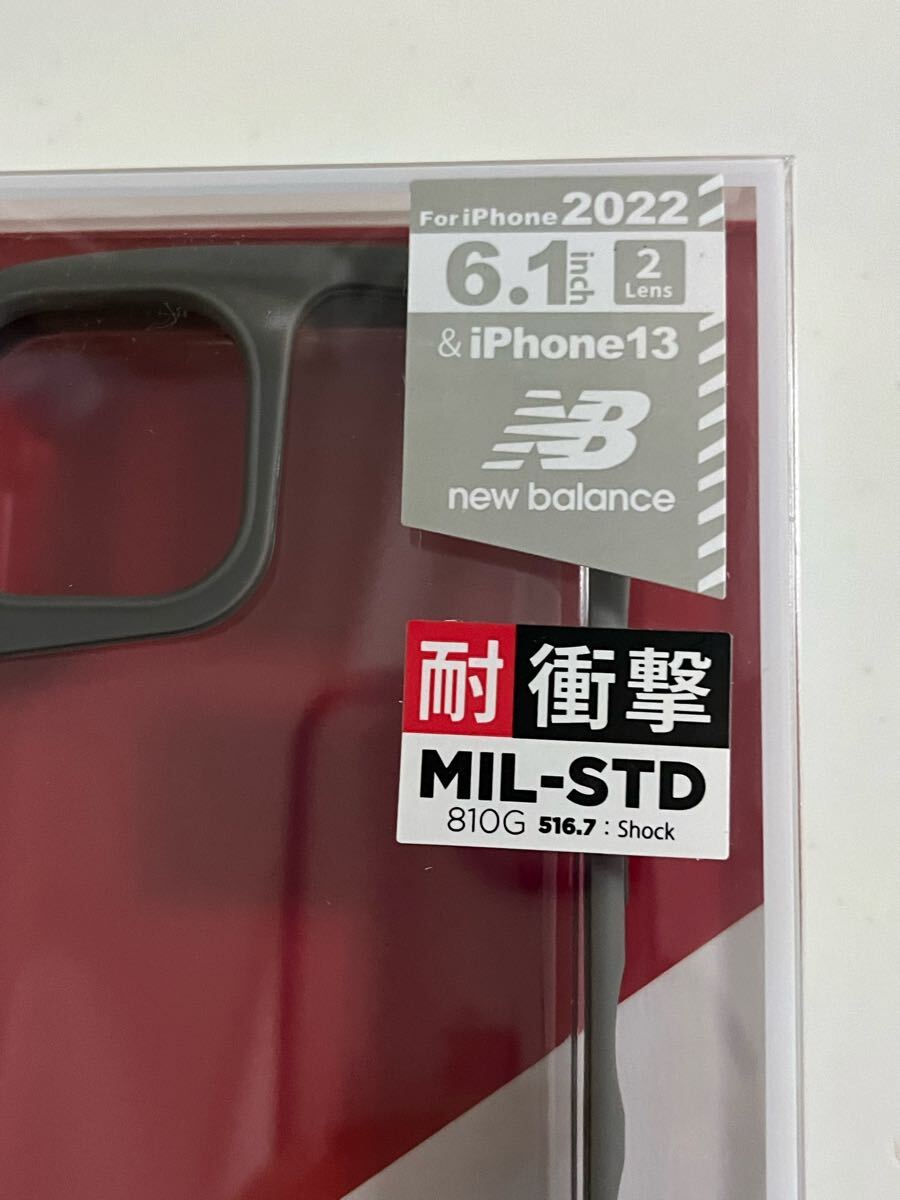 For iPhone 2022
6.1 inch 2 Lens
& iPhone13
NB
new balance
耐衝撃
MIL-STD
810G 516.7 : Shock